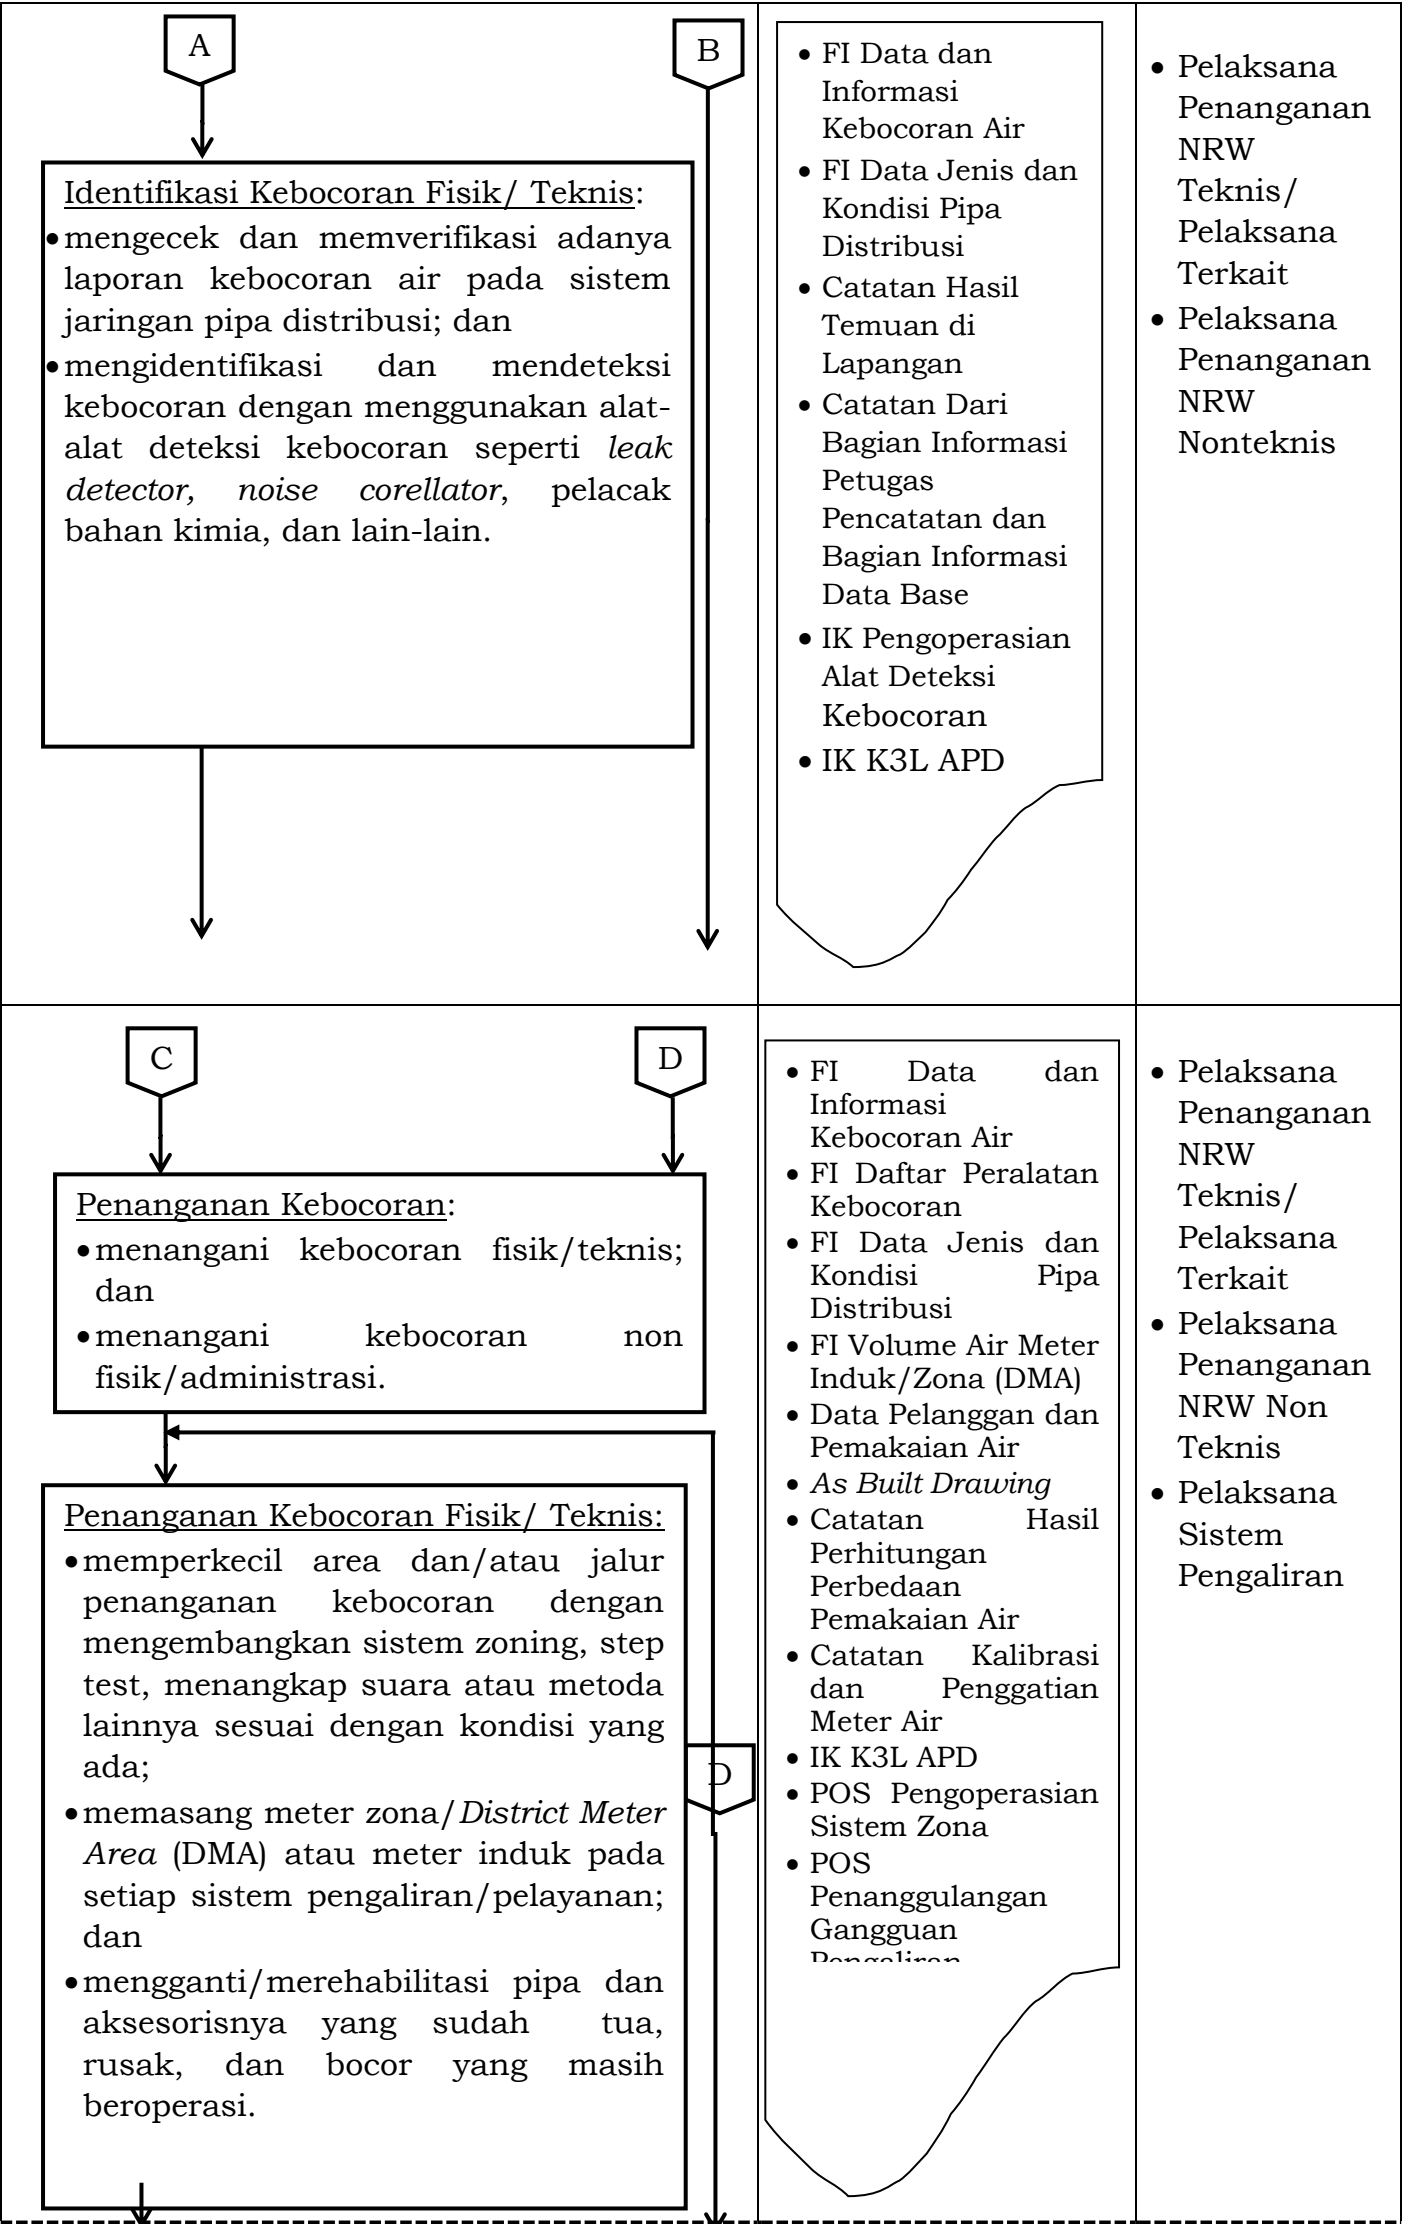 A
B
Identifikasi Kebocoran Fisik/ Teknis:
•mengecek dan memverifikasi adanya
laporan kebocoran air pada sistem
jaringan pipa distribusi; dan
•mengidentifikasi dan mendeteksi
kebocoran dengan menggunakan alat-
alat deteksi kebocoran seperti leak
detector, noise corellator, pelacak
bahan kimia, dan lain-lain.
• FI Data dan
Informasi
Kebocoran Air
• FI Data Jenis dan
Kondisi Pipa
Distribusi
• Catatan Hasil
Temuan di
Lapangan
• Catatan Dari
Bagian Informasi
Petugas
Pencatatan dan
Bagian Informasi
Data Base
• IK Pengoperasian
Alat Deteksi
Kebocoran
• IK K3L APD
• Pelaksana
Penanganan
NRW
Teknis/
Pelaksana
Terkait
• Pelaksana
Penanganan
NRW
Nonteknis
C
D
Penanganan Kebocoran:
•menangani kebocoran fisik/teknis;
dan
•menangani kebocoran non
fisik/administrasi.
Penanganan Kebocoran Fisik/ Teknis:
•memperkecil area dan/atau jalur
penanganan kebocoran dengan
mengembangkan sistem zoning, step
test, menangkap suara atau metoda
lainnya sesuai dengan kondisi yang
ada;
•memasang meter zona/District Meter
Area (DMA) atau meter induk pada
setiap sistem pengaliran/pelayanan;
dan
•mengganti/merehabilitasi pipa dan
aksesorisnya yang sudah tua,
rusak, dan bocor yang masih
beroperasi.
D
• FI Data dan
Informasi
Kebocoran Air
• FI Daftar Peralatan
Kebocoran
• FI Data Jenis dan
Kondisi Pipa
Distribusi
• FI Volume Air Meter
Induk/Zona (DMA)
• Data Pelanggan dan
Pemakaian Air
• As Built Drawing
• Catatan Hasil
Perhitungan
Perbedaan
Pemakaian Air
• Catatan Kalibrasi
dan Penggatian
Meter Air
• IK K3L APD
• POS Pengoperasian
Sistem Zona
• POS
Penanggulangan
Gangguan
Pengaliran
• Pelaksana
Penanganan
NRW
Teknis/
Pelaksana
Terkait
• Pelaksana
Penanganan
NRW Non
Teknis
• Pelaksana
Sistem
Pengaliran